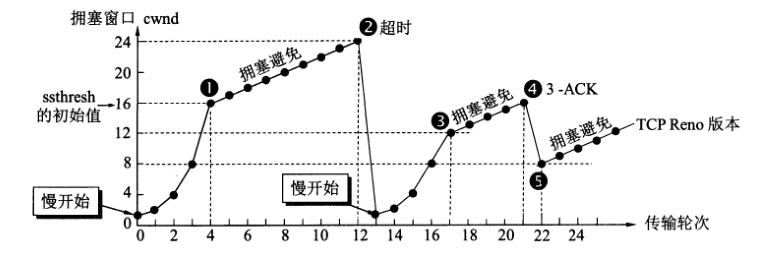 拥塞窗口 cwnd
❷超时
24
拥塞避免
20
❶
❹ 3 -ACK
ssthresh
的初始值
16
拥塞避免
❸
TCP Reno 版本
12
拥塞避免
8
❺
慢开始
慢开始
4
0
0 2 4 6 8 10 12 14 16 18 20 22 24
传输轮次